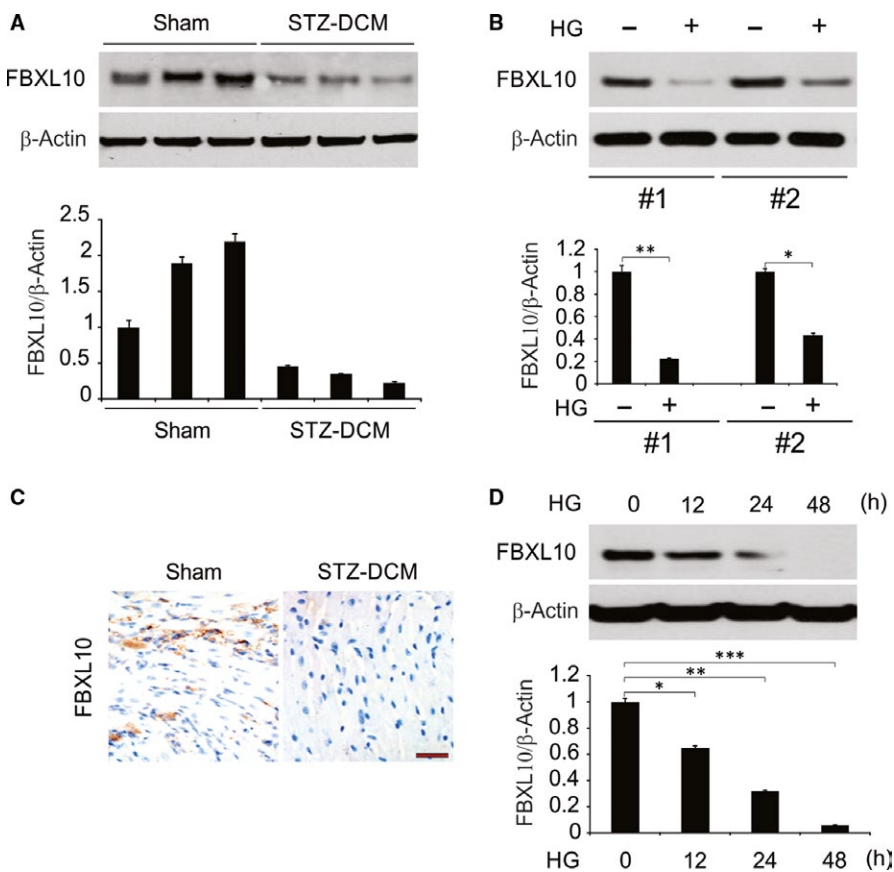 A
Sham STZ-DCM
FBXL10
β-Actin
FBXL10/β-Actin
2.5
2
1.5
1
0.5
0
Sham STZ-DCM
B
HG – + – +
FBXL10
β-Actin
#1 #2
FBXL10/β-Actin
1.2
1
0.8
0.6
0.4
0.2
0
** *
HG – + – +
#1 #2
C
Sham STZ-DCM
FBXL10
D
HG 0 12 24 48 (h)
FBXL10
β-Actin
FBXL10/β-Actin
1.2
1
0.8
0.6
0.4
0.2
0
***
**
*
HG 0 12 24 48 (h)